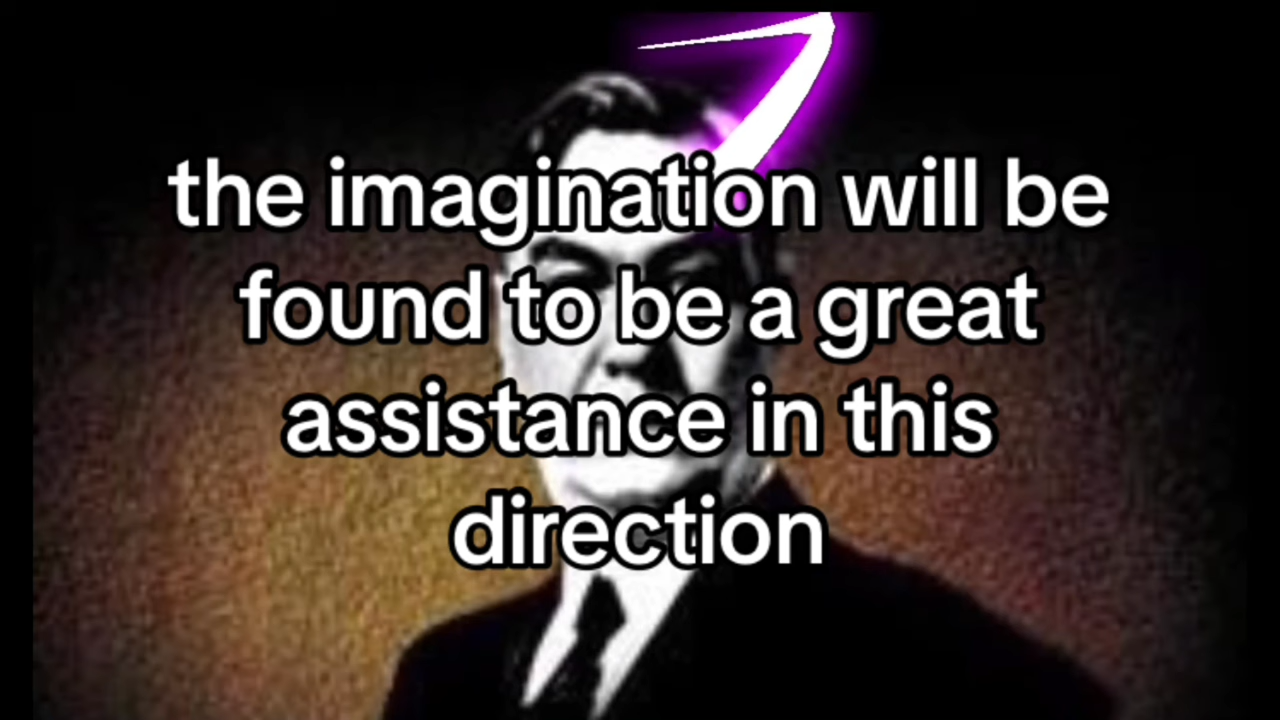 the imagination will be
found to be a great
assistance in this
direction